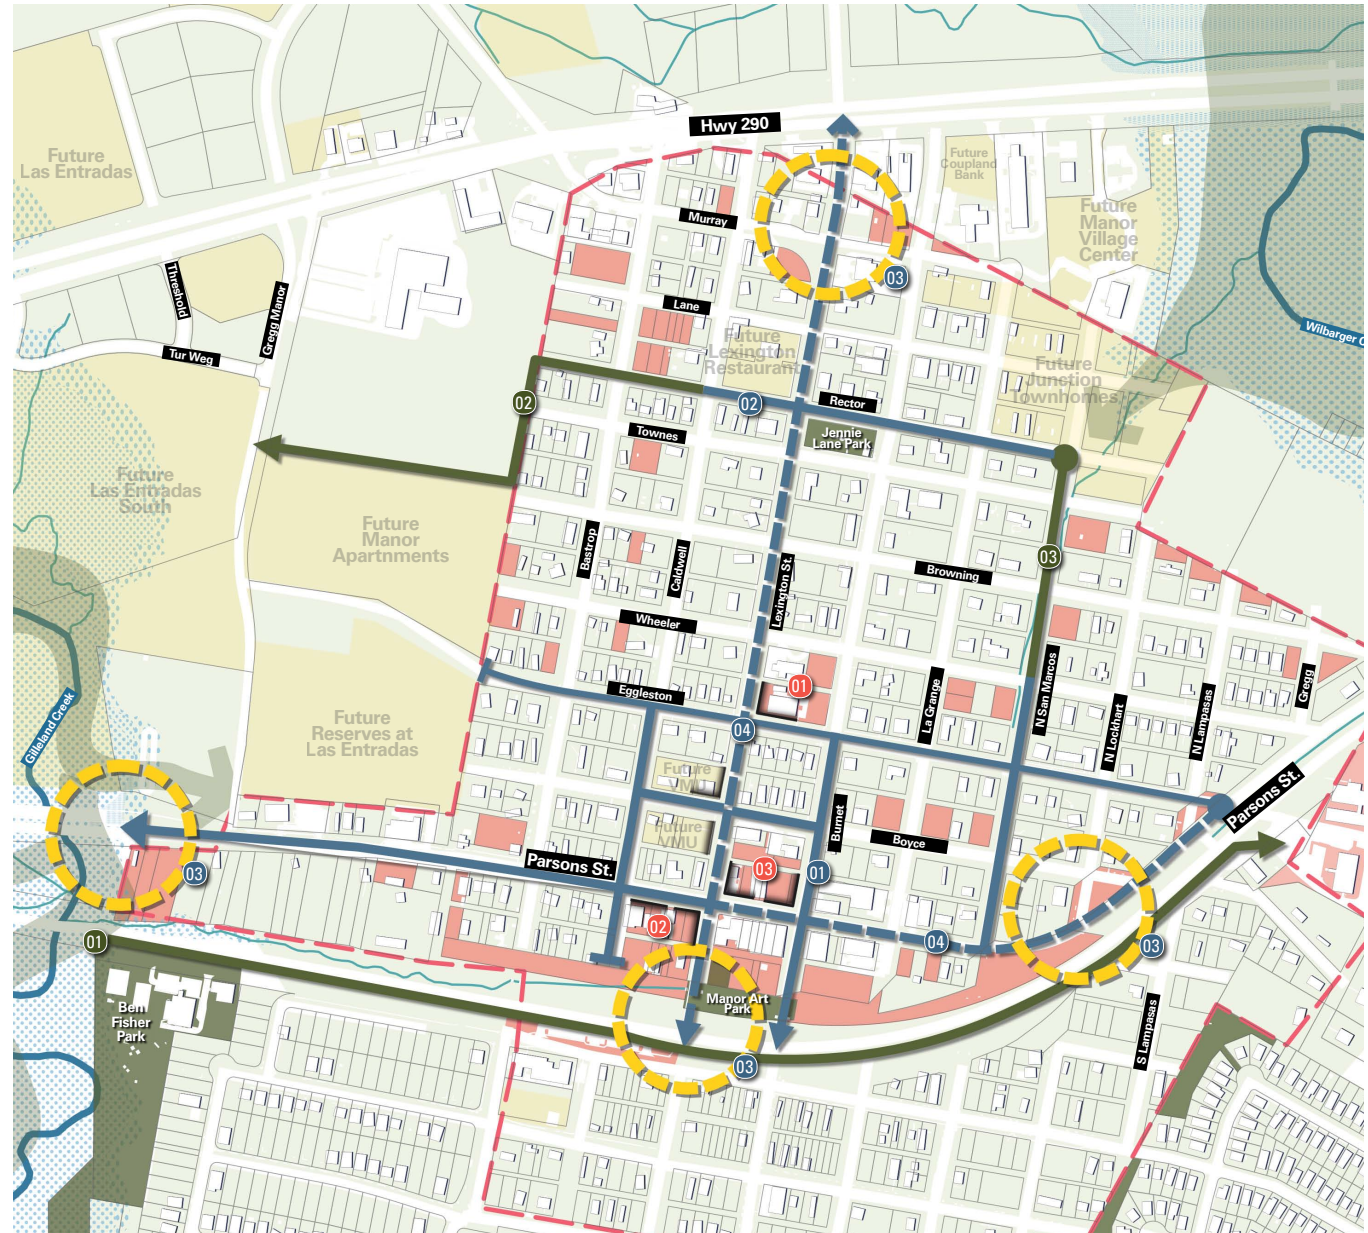 Hwy 290
Future
Las Entradas
Future
Coupland
Bank
Murray
Future
Manor
Village
Center
Threshold
Gregg Manor
03
Lane
Tur Weg
Future
Lexington
Restaurant
Wilbarger C
Future
Junction
Townhomes
02
02
Rector
Townes
Jennie
Lane Park
Future
Las Entradas
South
Future
Manor
Apartnments
Bastrop
Caldwell
Lexington St.
Browning
03
Wheeler
Eggleston
01
La Grange
N San Marcos
N Lockhart
N Lampasas
Gregg
Gilleland Creek
Future
Reserves at
Las Entradas
04
Future
VMU
Future
VMU
Burnet
Boyce
Parsons St.
Parsons St.
03
03
01
02
04
03
01
Ben
Fisher
Park
Manor Art
Park
S Lampasas
03